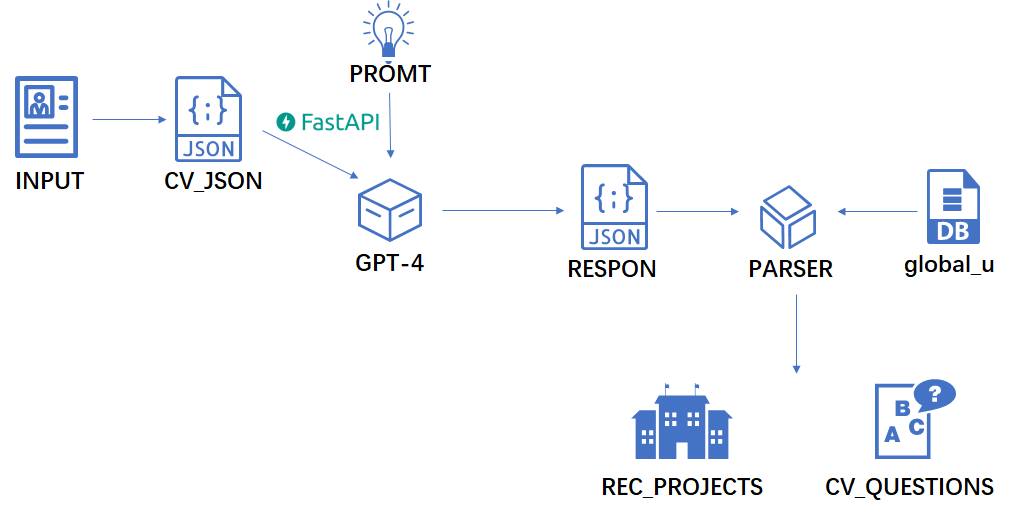 PROMT
{;}
JSON
FastAPI
INPUT
CV_JSON
{;}
JSON
DB
GPT-4
RESPON
PARSER
global_u
?
B
A C
REC_PROJECTS
CV_QUESTIONS